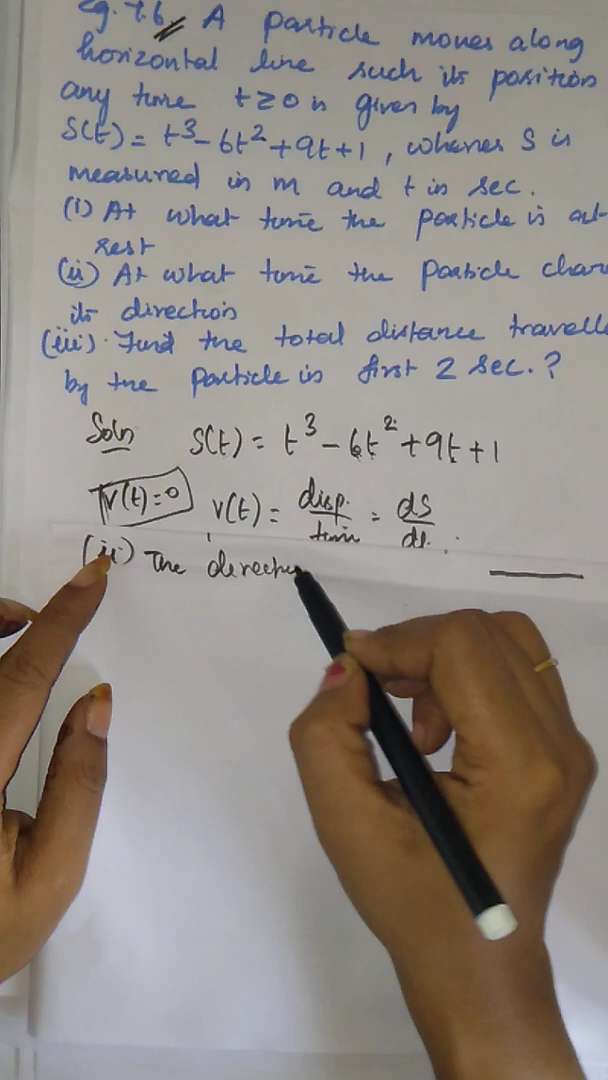 Eg. 7.6 A particle moves along
horizontal line such its position
any time t≥0 is given by
S(t) = t³ - 6t² + 9t + 1, wheres S is
measured in m and t in sec.
(i) At what time the particle is at
rest
(ii) At what time the particle chan
its direction
(iii) Find the total distance travell
by the particle in first 2 sec.?
Soln S(t) = t³ - 6t² + 9t + 1
V(t) = 0 v(t) = disp. / time = ds / dt
(ii) The directi